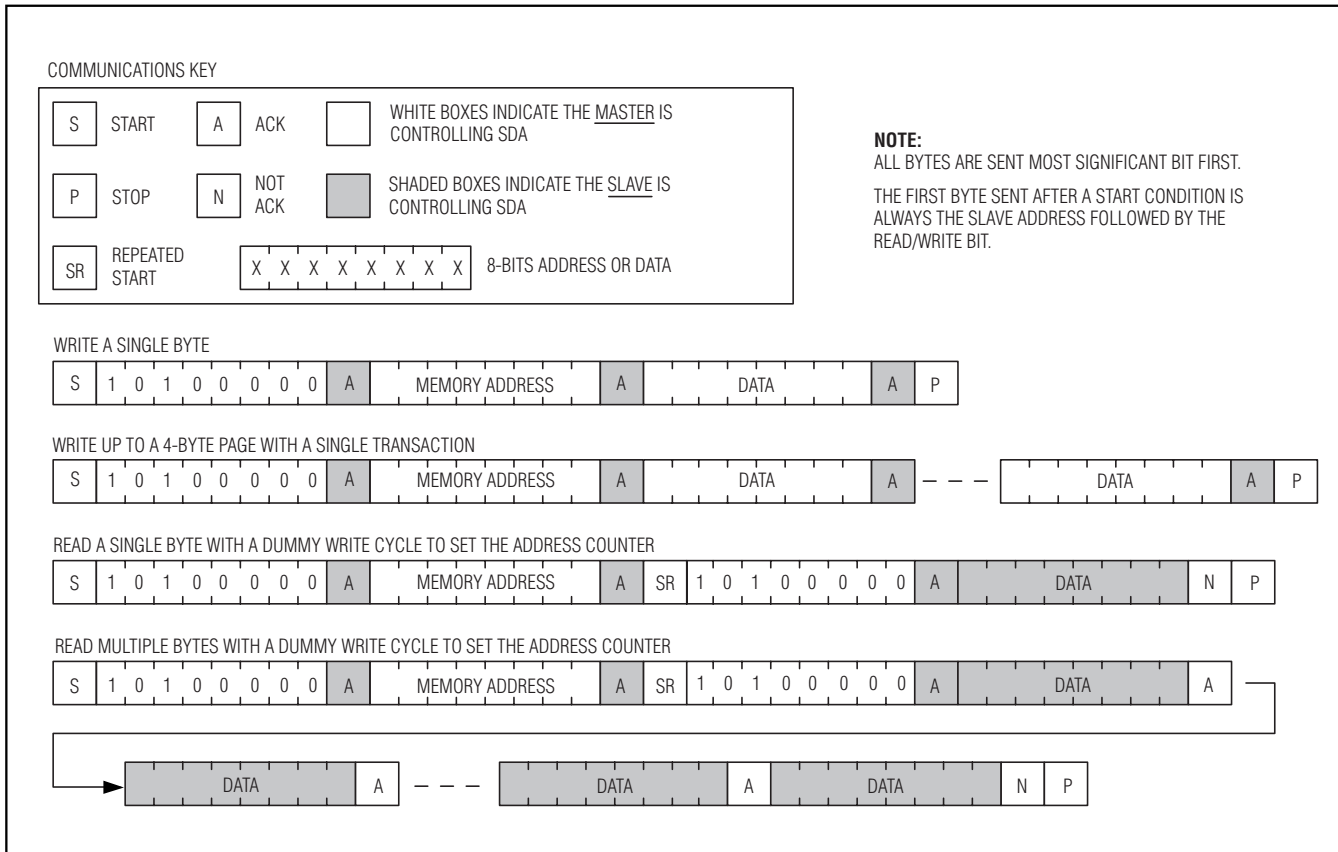 COMMUNICATIONS KEY
S START A ACK WHITE BOXES INDICATE THE MASTER IS
CONTROLLING SDA
P STOP N NOT
ACK SHADED BOXES INDICATE THE SLAVE IS
CONTROLLING SDA
SR REPEATED
START X X X X X X X X 8-BITS ADDRESS OR DATA
NOTE:
ALL BYTES ARE SENT MOST SIGNIFICANT BIT FIRST.
THE FIRST BYTE SENT AFTER A START CONDITION IS
ALWAYS THE SLAVE ADDRESS FOLLOWED BY THE
READ/WRITE BIT.
WRITE A SINGLE BYTE
S 1 0 1 0 0 0 0 0 A MEMORY ADDRESS A DATA A P
WRITE UP TO A 4-BYTE PAGE WITH A SINGLE TRANSACTION
S 1 0 1 0 0 0 0 0 A MEMORY ADDRESS A DATA A DATA A P
READ A SINGLE BYTE WITH A DUMMY WRITE CYCLE TO SET THE ADDRESS COUNTER
S 1 0 1 0 0 0 0 0 A MEMORY ADDRESS A SR 1 0 1 0 0 0 0 0 A DATA N P
READ MULTIPLE BYTES WITH A DUMMY WRITE CYCLE TO SET THE ADDRESS COUNTER
S 1 0 1 0 0 0 0 0 A MEMORY ADDRESS A SR 1 0 1 0 0 0 0 0 A DATA A
DATA A DATA A DATA N P